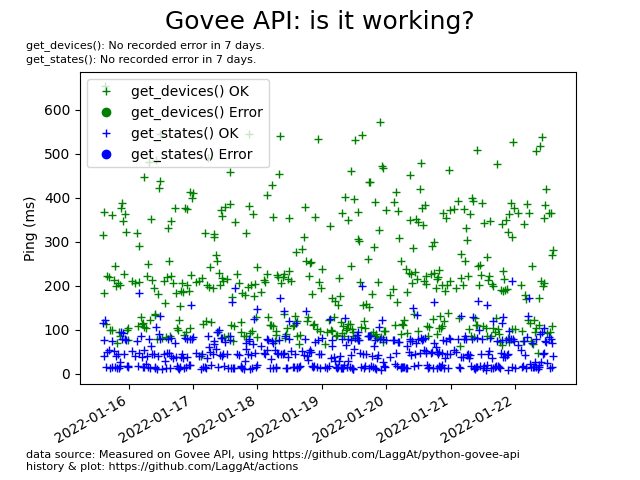 Govee API: is it working?
get_devices(): No recorded error in 7 days.
get_states(): No recorded error in 7 days.
get_devices() OK
get_devices() Error
get_states() OK
get_states() Error
Ping (ms)
600
500
400
300
200
100
0
2022-01-16
2022-01-17
2022-01-18
2022-01-19
2022-01-20
2022-01-21
2022-01-22
data source: Measured on Govee API, using https://github.com/LaggAt/python-govee-api
history & plot: https://github.com/LaggAt/actions